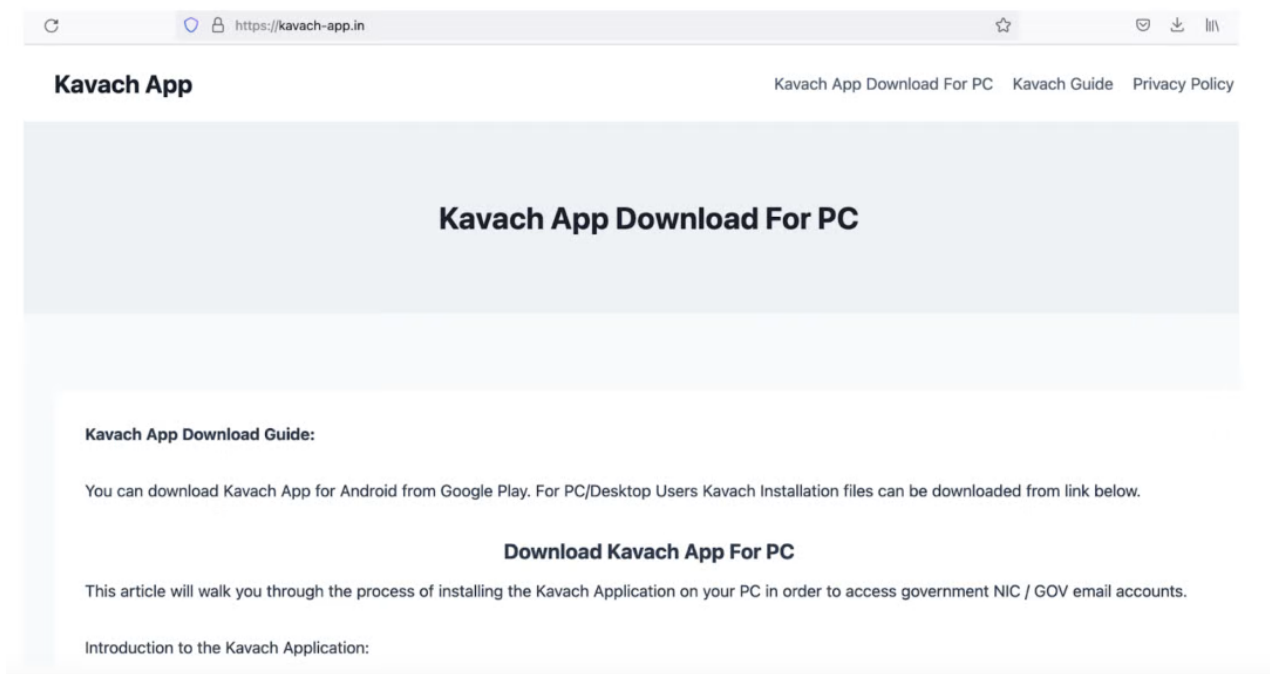 https://kavach-app.in
Kavach App
Kavach App Download For PC Kavach Guide Privacy Policy
Kavach App Download For PC
Kavach App Download Guide:
You can download Kavach App for Android from Google Play. For PC/Desktop Users Kavach Installation files can be downloaded from link below.
Download Kavach App For PC
This article will walk you through the process of installing the Kavach Application on your PC in order to access government NIC / GOV email accounts.
Introduction to the Kavach Application: